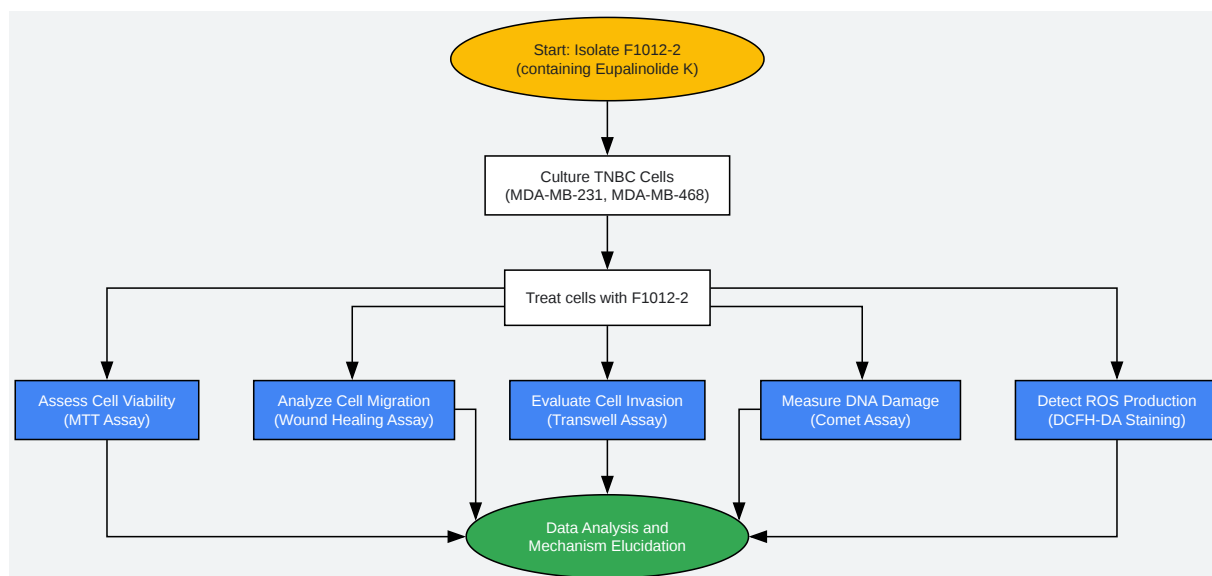 Start: Isolate F1012-2
(containing Eupalinolide K)
Culture TNBC Cells
(MDA-MB-231, MDA-MB-468)
Treat cells with F1012-2
Assess Cell Viability
(MTT Assay)
Analyze Cell Migration
(Wound Healing Assay)
Evaluate Cell Invasion
(Transwell Assay)
Measure DNA Damage
(Comet Assay)
Detect ROS Production
(DCFH-DA Staining)
Data Analysis and
Mechanism Elucidation